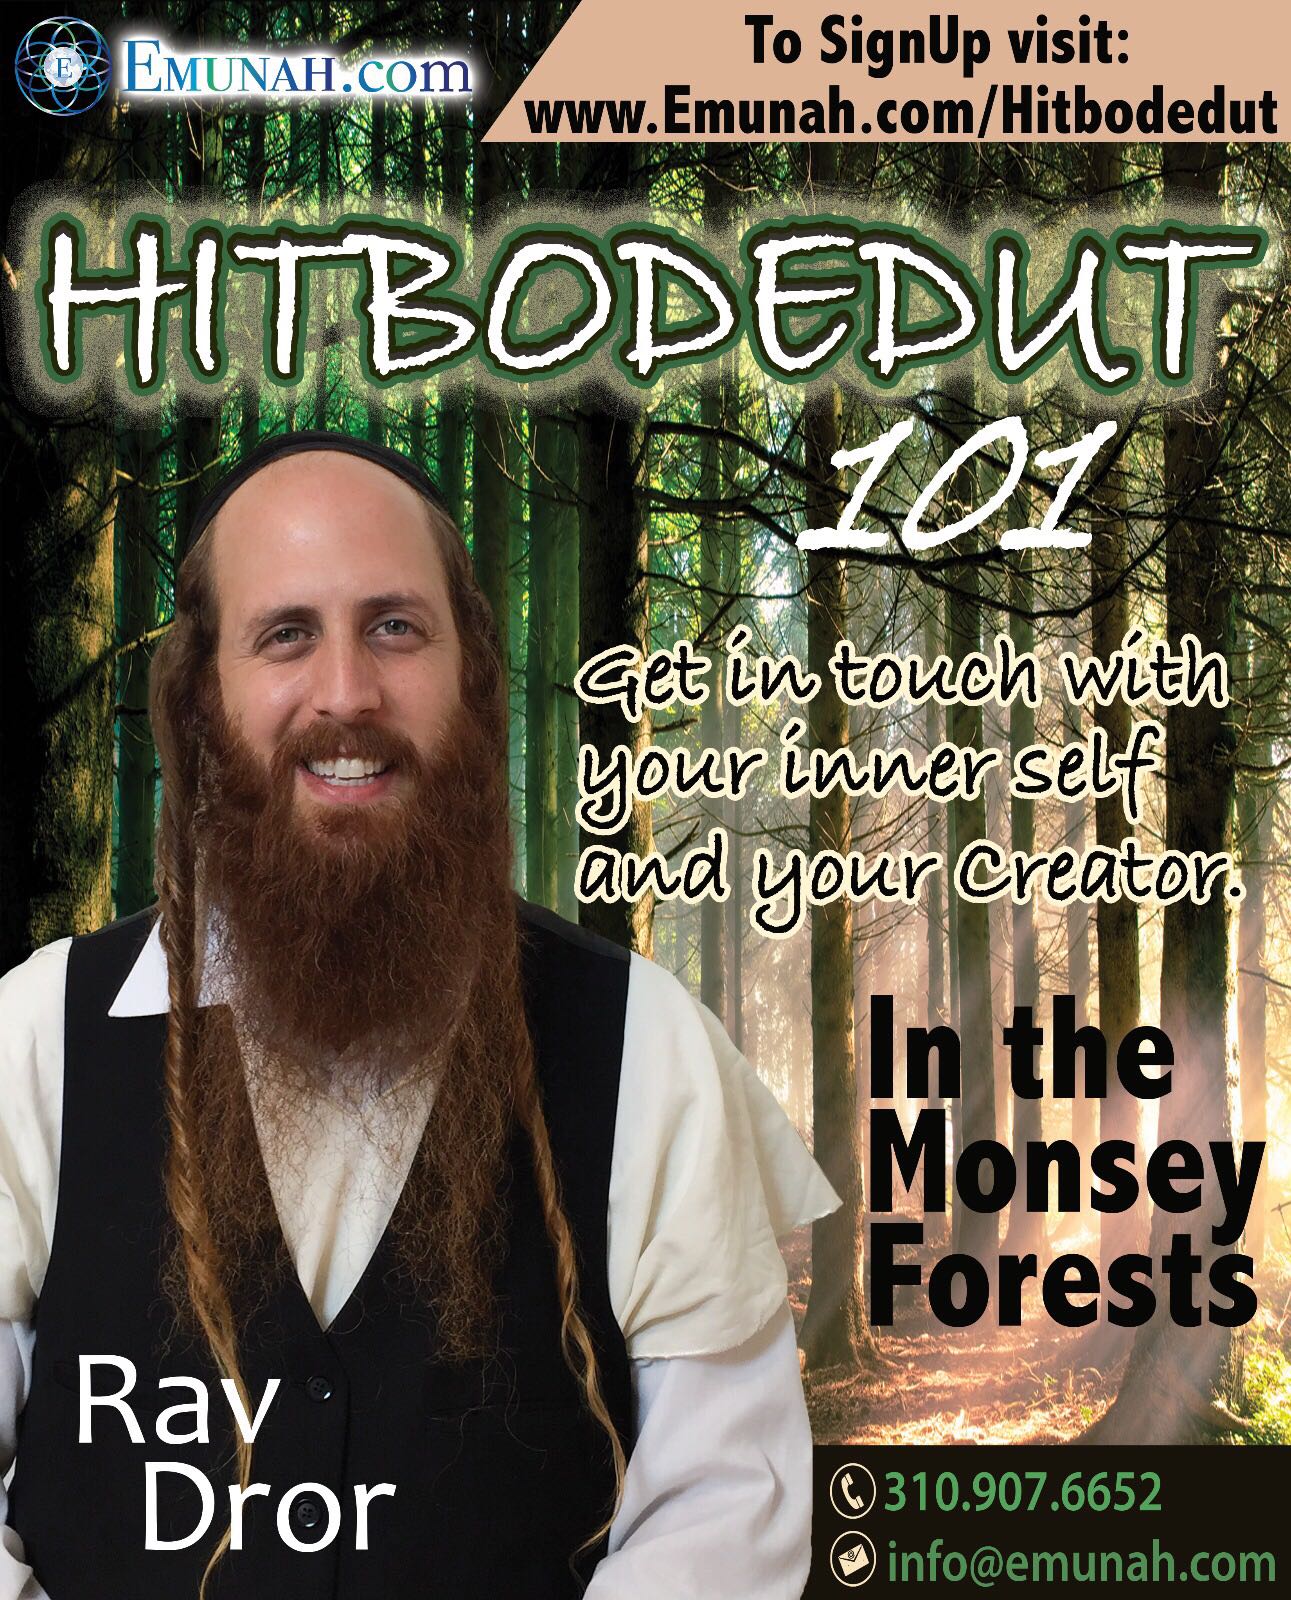 EMUNAH.com
E
To SignUp visit:
www.Emunah.com/Hitbodedut
HITBODEDUT
101
Get in touch with
your inner self
and your Creator.
In the
Monsey
Forests
Rav
Dror
310.907.6652
info@emunah.com